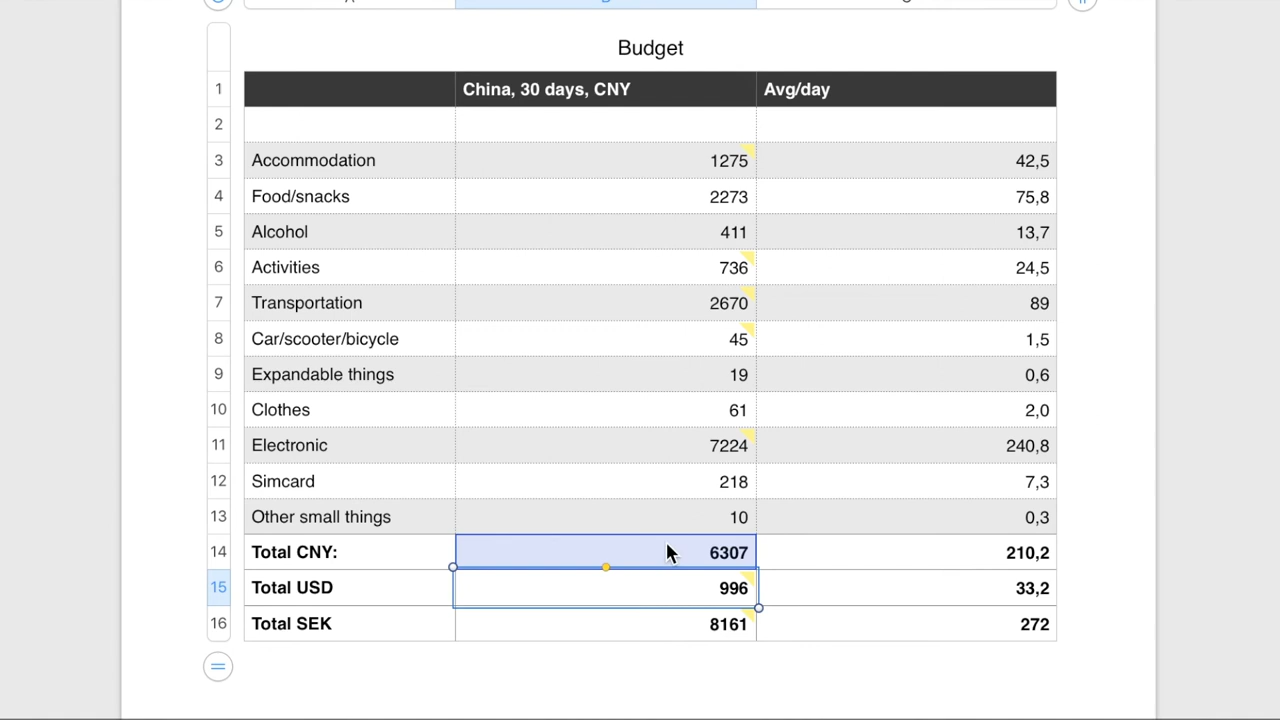 Budget
1 China, 30 days, CNY Avg/day
2
3 Accommodation 1275 42,5
4 Food/snacks 2273 75,8
5 Alcohol 411 13,7
6 Activities 736 24,5
7 Transportation 2670 89
8 Car/scooter/bicycle 45 1,5
9 Expandable things 19 0,6
10 Clothes 61 2,0
11 Electronic 7224 240,8
12 Simcard 218 7,3
13 Other small things 10 0,3
14 Total CNY: 6307 210,2
15 Total USD 996 33,2
16 Total SEK 8161 272